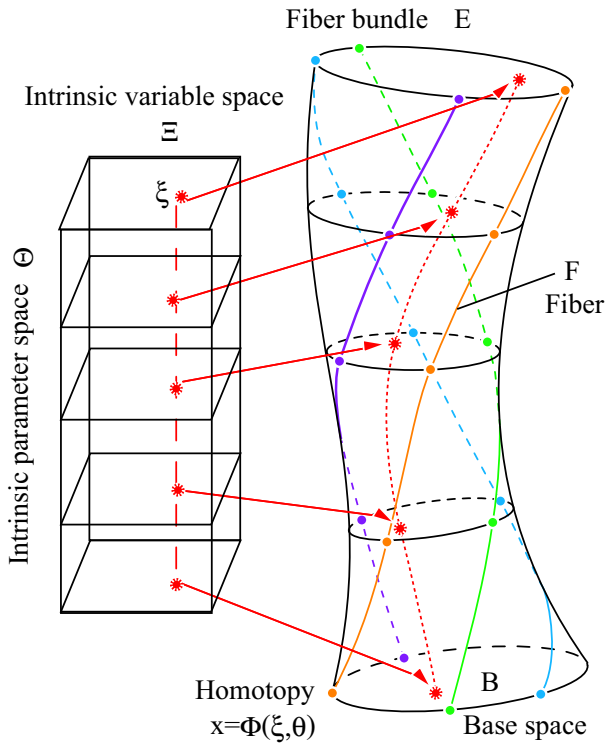 Fiber bundle E
Intrinsic variable space
Ξ
ξ
Intrinsic parameter space Θ
F
Fiber
Homotopy
x=Φ(ξ,θ)
B
Base space